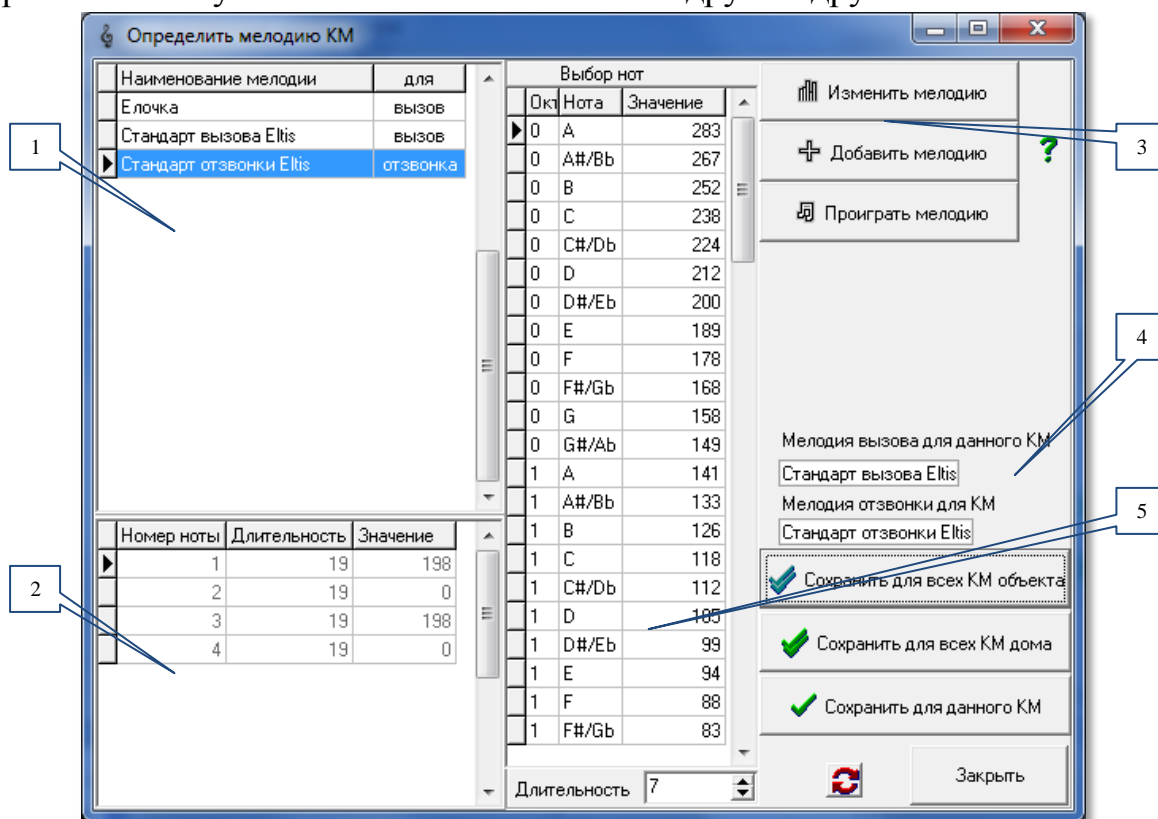 Определить мелодию КМ
Наименование мелодии для
Елочка вызов
Стандарт вызова Eltis вызов
Стандарт отзвонки Eltis отзвонка
Номер ноты Длительность Значение
1 19 198
2 19 0
3 19 198
4 19 0
Выбор нот
Окт Нота Значение
0 A 283
0 A#/Bb 267
0 B 252
0 C 238
0 C#/Db 224
0 D 212
0 D#/Eb 200
0 E 189
0 F 178
0 F#/Gb 168
0 G 158
0 G#/Ab 149
1 A 141
1 A#/Bb 133
1 B 126
1 C 118
1 C#/Db 112
1 D 105
1 D#/Eb 99
1 E 94
1 F 88
1 F#/Gb 83
Длительность 7
Изменить мелодию
Добавить мелодию
?
Проиграть мелодию
Мелодия вызова для данного КМ
Стандарт вызова Eltis
Мелодия отзвонки для КМ
Стандарт отзвонки Eltis
Сохранить для всех КМ объекта
Сохранить для всех КМ дома
Сохранить для данного КМ
Закрыть
1
2
3
4
5